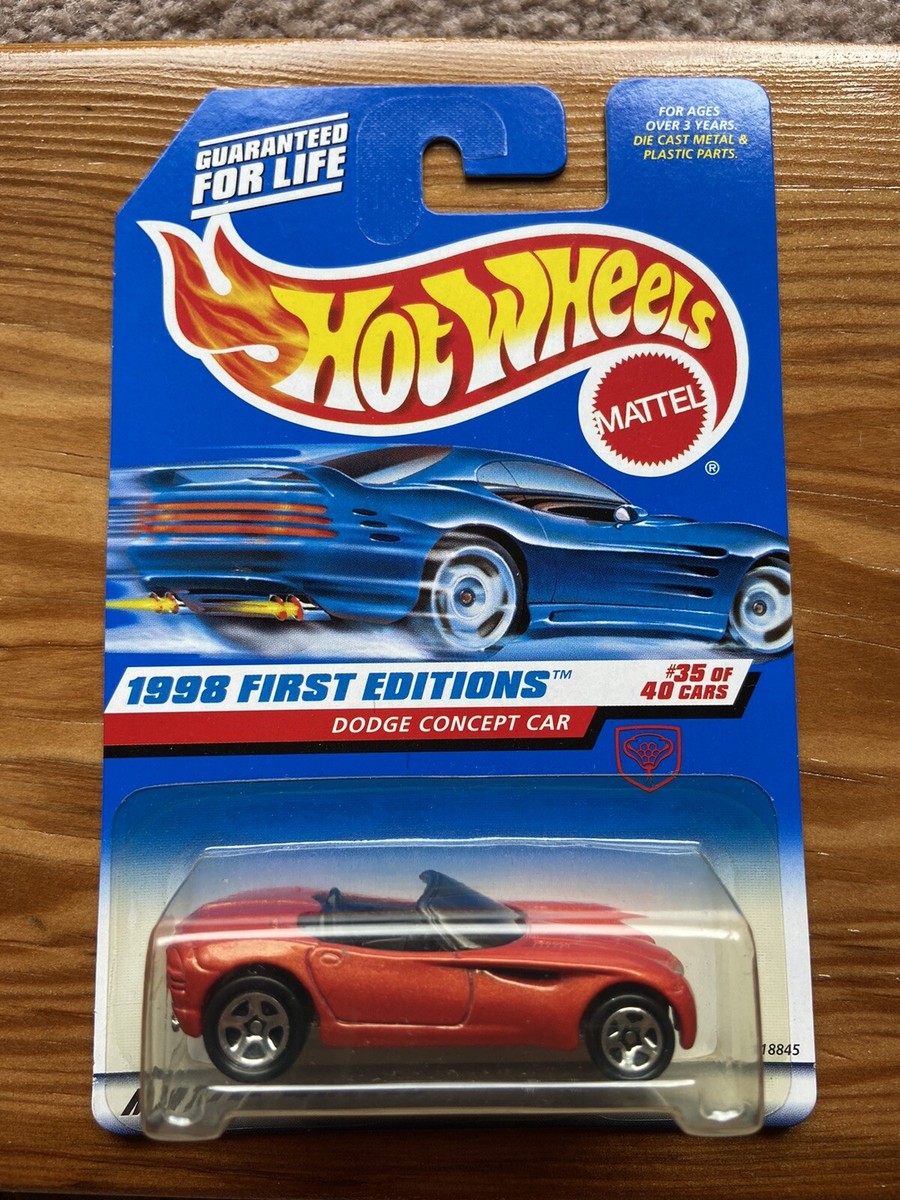 GUARANTEED
FOR LIFE
FOR AGES
OVER 3 YEARS.
DIE CAST METAL &
PLASTIC PARTS.
HOT WHEELS
MATTEL
®
1998 FIRST EDITIONS™
#35 OF
40 CARS
DODGE CONCEPT CAR
18845